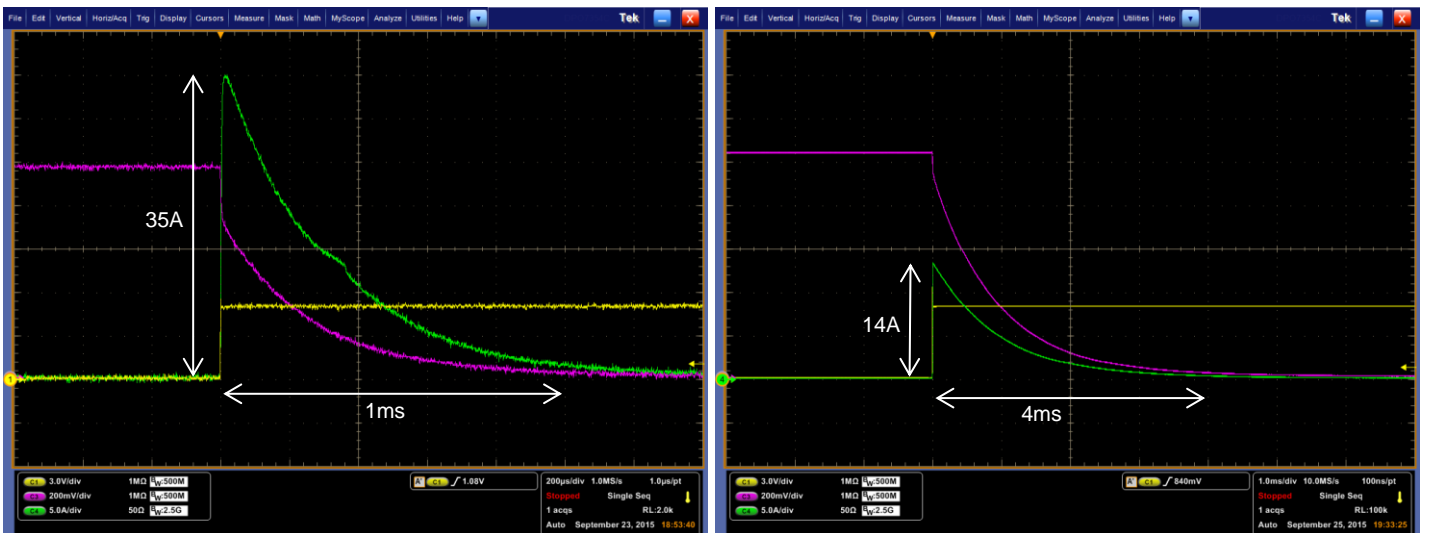 File Edit Vertical Horiz/Acq Trig Display Cursors Measure Mask Math MyScope Analyze Utilities Help Tek X
35A
1ms
1
C1 3.0V/div 1MΩ BW:500M
C3 200mV/div 1MΩ BW:500M
C4 5.0A/div 50Ω BW:2.5G
A' C1 1.08V
200µs/div 1.0MS/s 1.0µs/pt
Stopped Single Seq
1 acqs RL:2.0k
Auto September 23, 2015 18:53:40
File Edit Vertical Horiz/Acq Trig Display Cursors Measure Mask Math MyScope Analyze Utilities Help Tek X
14A
4ms
4
C1 3.0V/div 1MΩ BW:500M
200mV/div 1MΩ BW:500M
C4 5.0A/div 50Ω BW:2.5G
A' C1 840mV
1.0ms/div 10.0MS/s 100ns/pt
Stopped Single Seq
1 acqs RL:100k
Auto September 25, 2015 19:33:25